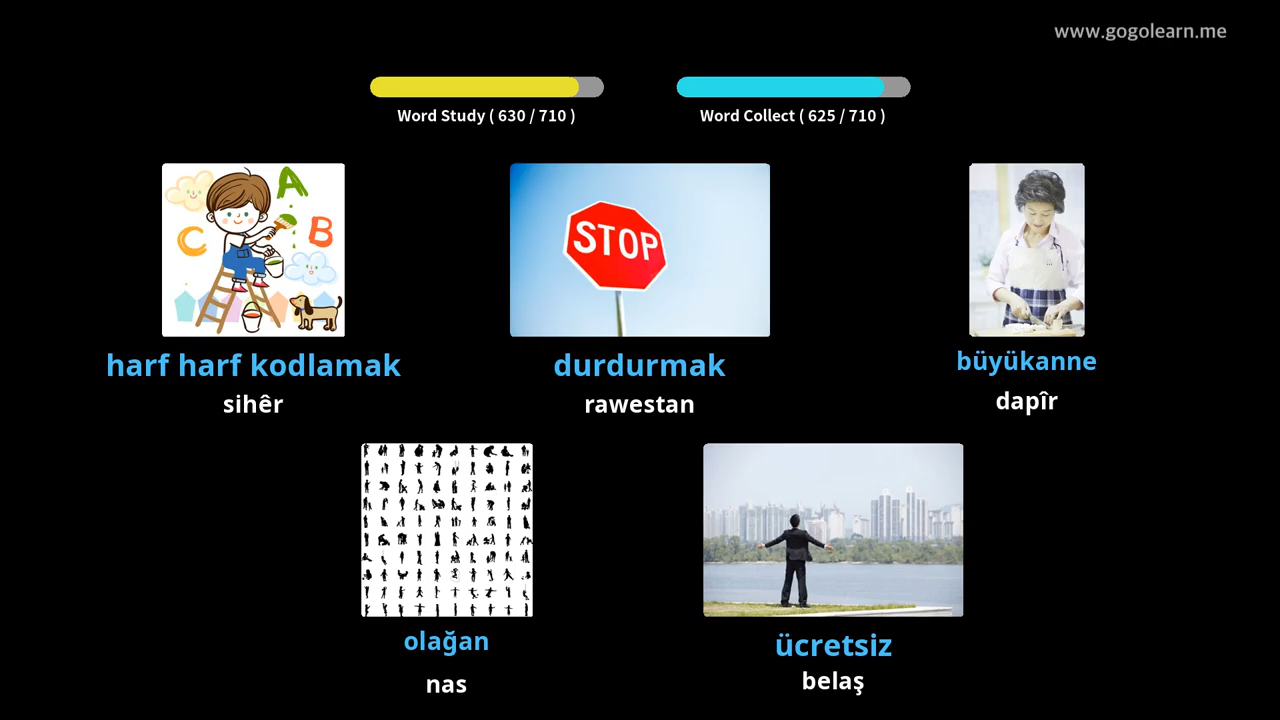 www.gogolearn.me
Word Study ( 630 / 710 )
Word Collect ( 625 / 710 )
A
B
C
STOP
harf harf kodlamak
sihêr
durdurmak
rawestan
büyükanne
dapîr
olağan
nas
ücretsiz
belaş